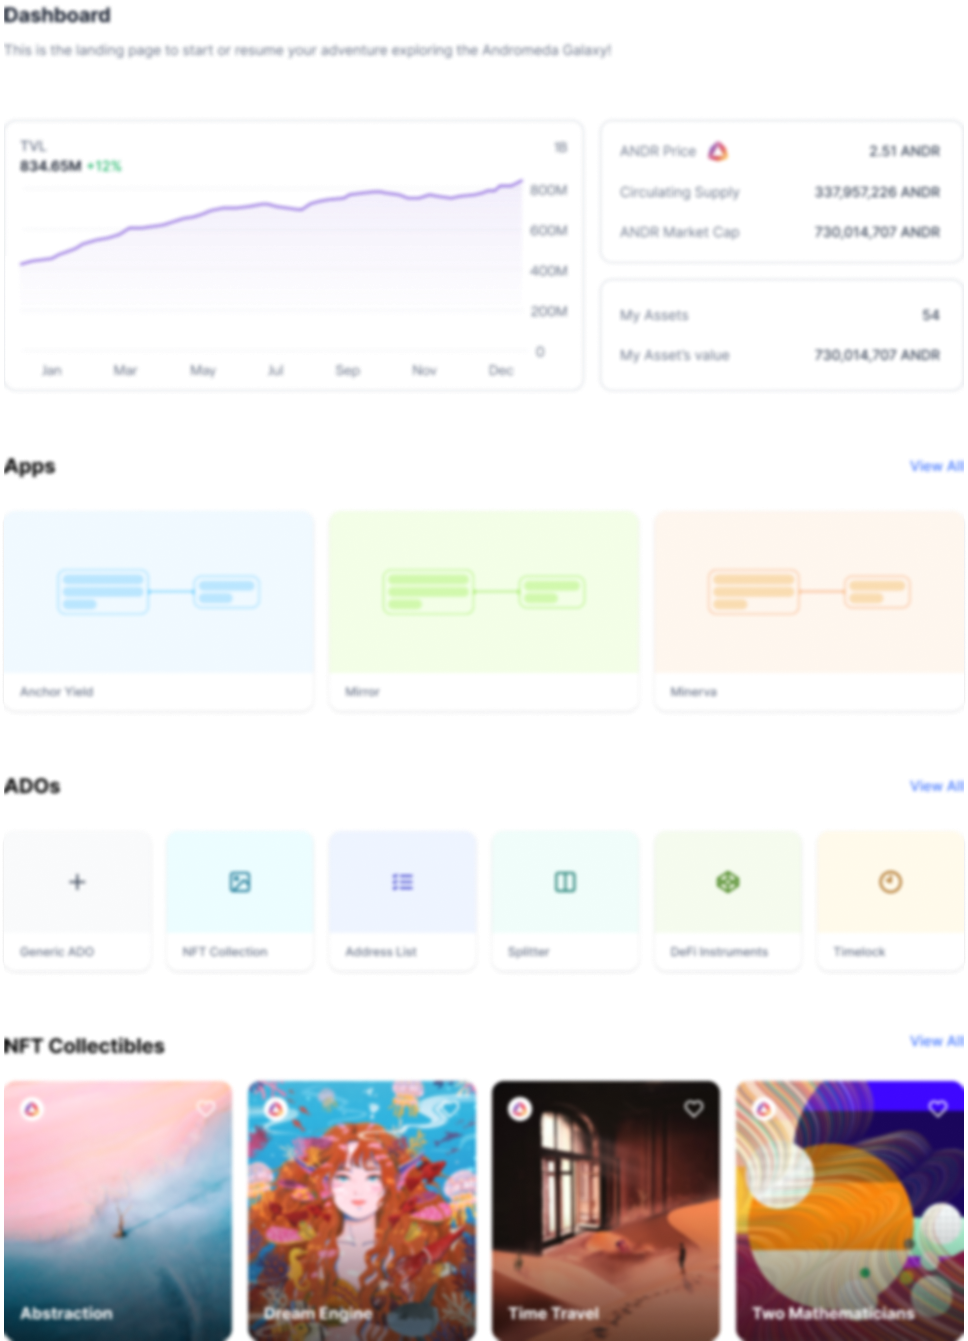 Dashboard
This is the landing page to start or resume your adventure exploring the Andromeda Galaxy!
TVL
834.65M +12%
1B
800M
600M
400M
200M
0
Jan Mar May Jul Sep Nov Dec
ANDR Price 2.51 ANDR
Circulating Supply 337,957,226 ANDR
ANDR Market Cap 730,014,707 ANDR
My Assets 54
My Asset's value 730,014,707 ANDR
Apps View All
Anchor Yield Mirror Minerva
ADOs View All
Generic ADO NFT Collection Address List Splitter DeFi Instruments Timelock
NFT Collectibles View All
Abstraction Dream Engine Time Travel Two Mathematicians